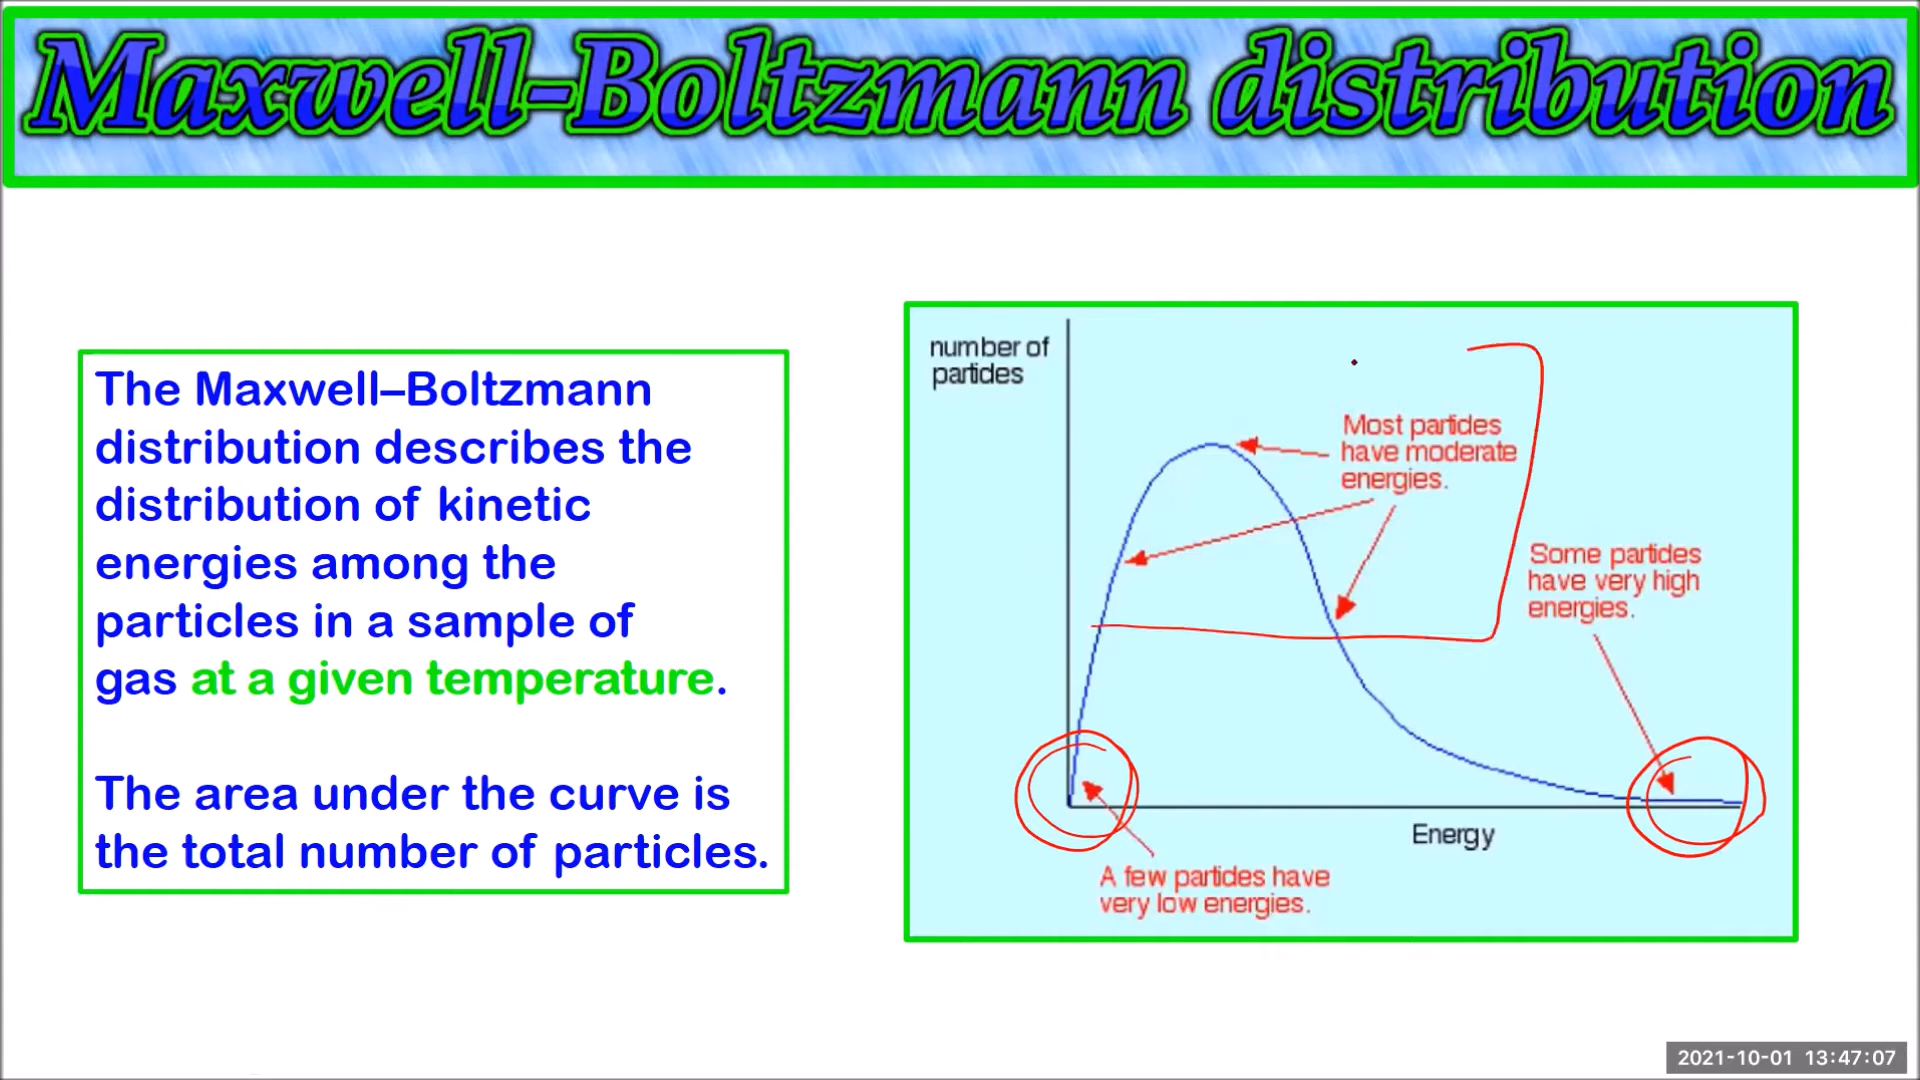 Maxwell-Boltzmann distribution
The Maxwell–Boltzmann
distribution describes the
distribution of kinetic
energies among the
particles in a sample of
gas at a given temperature.
The area under the curve is
the total number of particles.
number of
particles
Most particles
have moderate
energies.
Some particles
have very high
energies.
Energy
A few particles have
very low energies.
2021-10-01 13:47:07